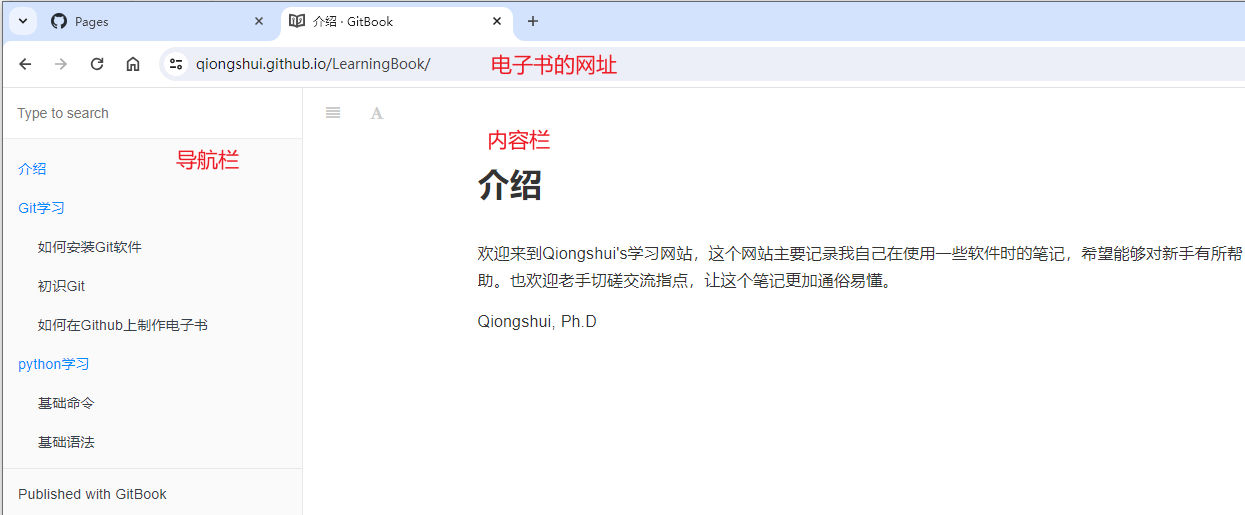 Pages
介绍 · GitBook
qiongshui.github.io/LearningBook/
电子书的网址
Type to search
A
导航栏
介绍
Git学习
如何安装Git软件
初识Git
如何在Github上制作电子书
python学习
基础命令
基础语法
Published with GitBook
内容栏
介绍
欢迎来到Qiongshui's学习网站，这个网站主要记录我自己在使用一些软件时的笔记，希望能够对新手有所帮
助。也欢迎老手切磋交流指点，让这个笔记更加通俗易懂。
Qiongshui, Ph.D